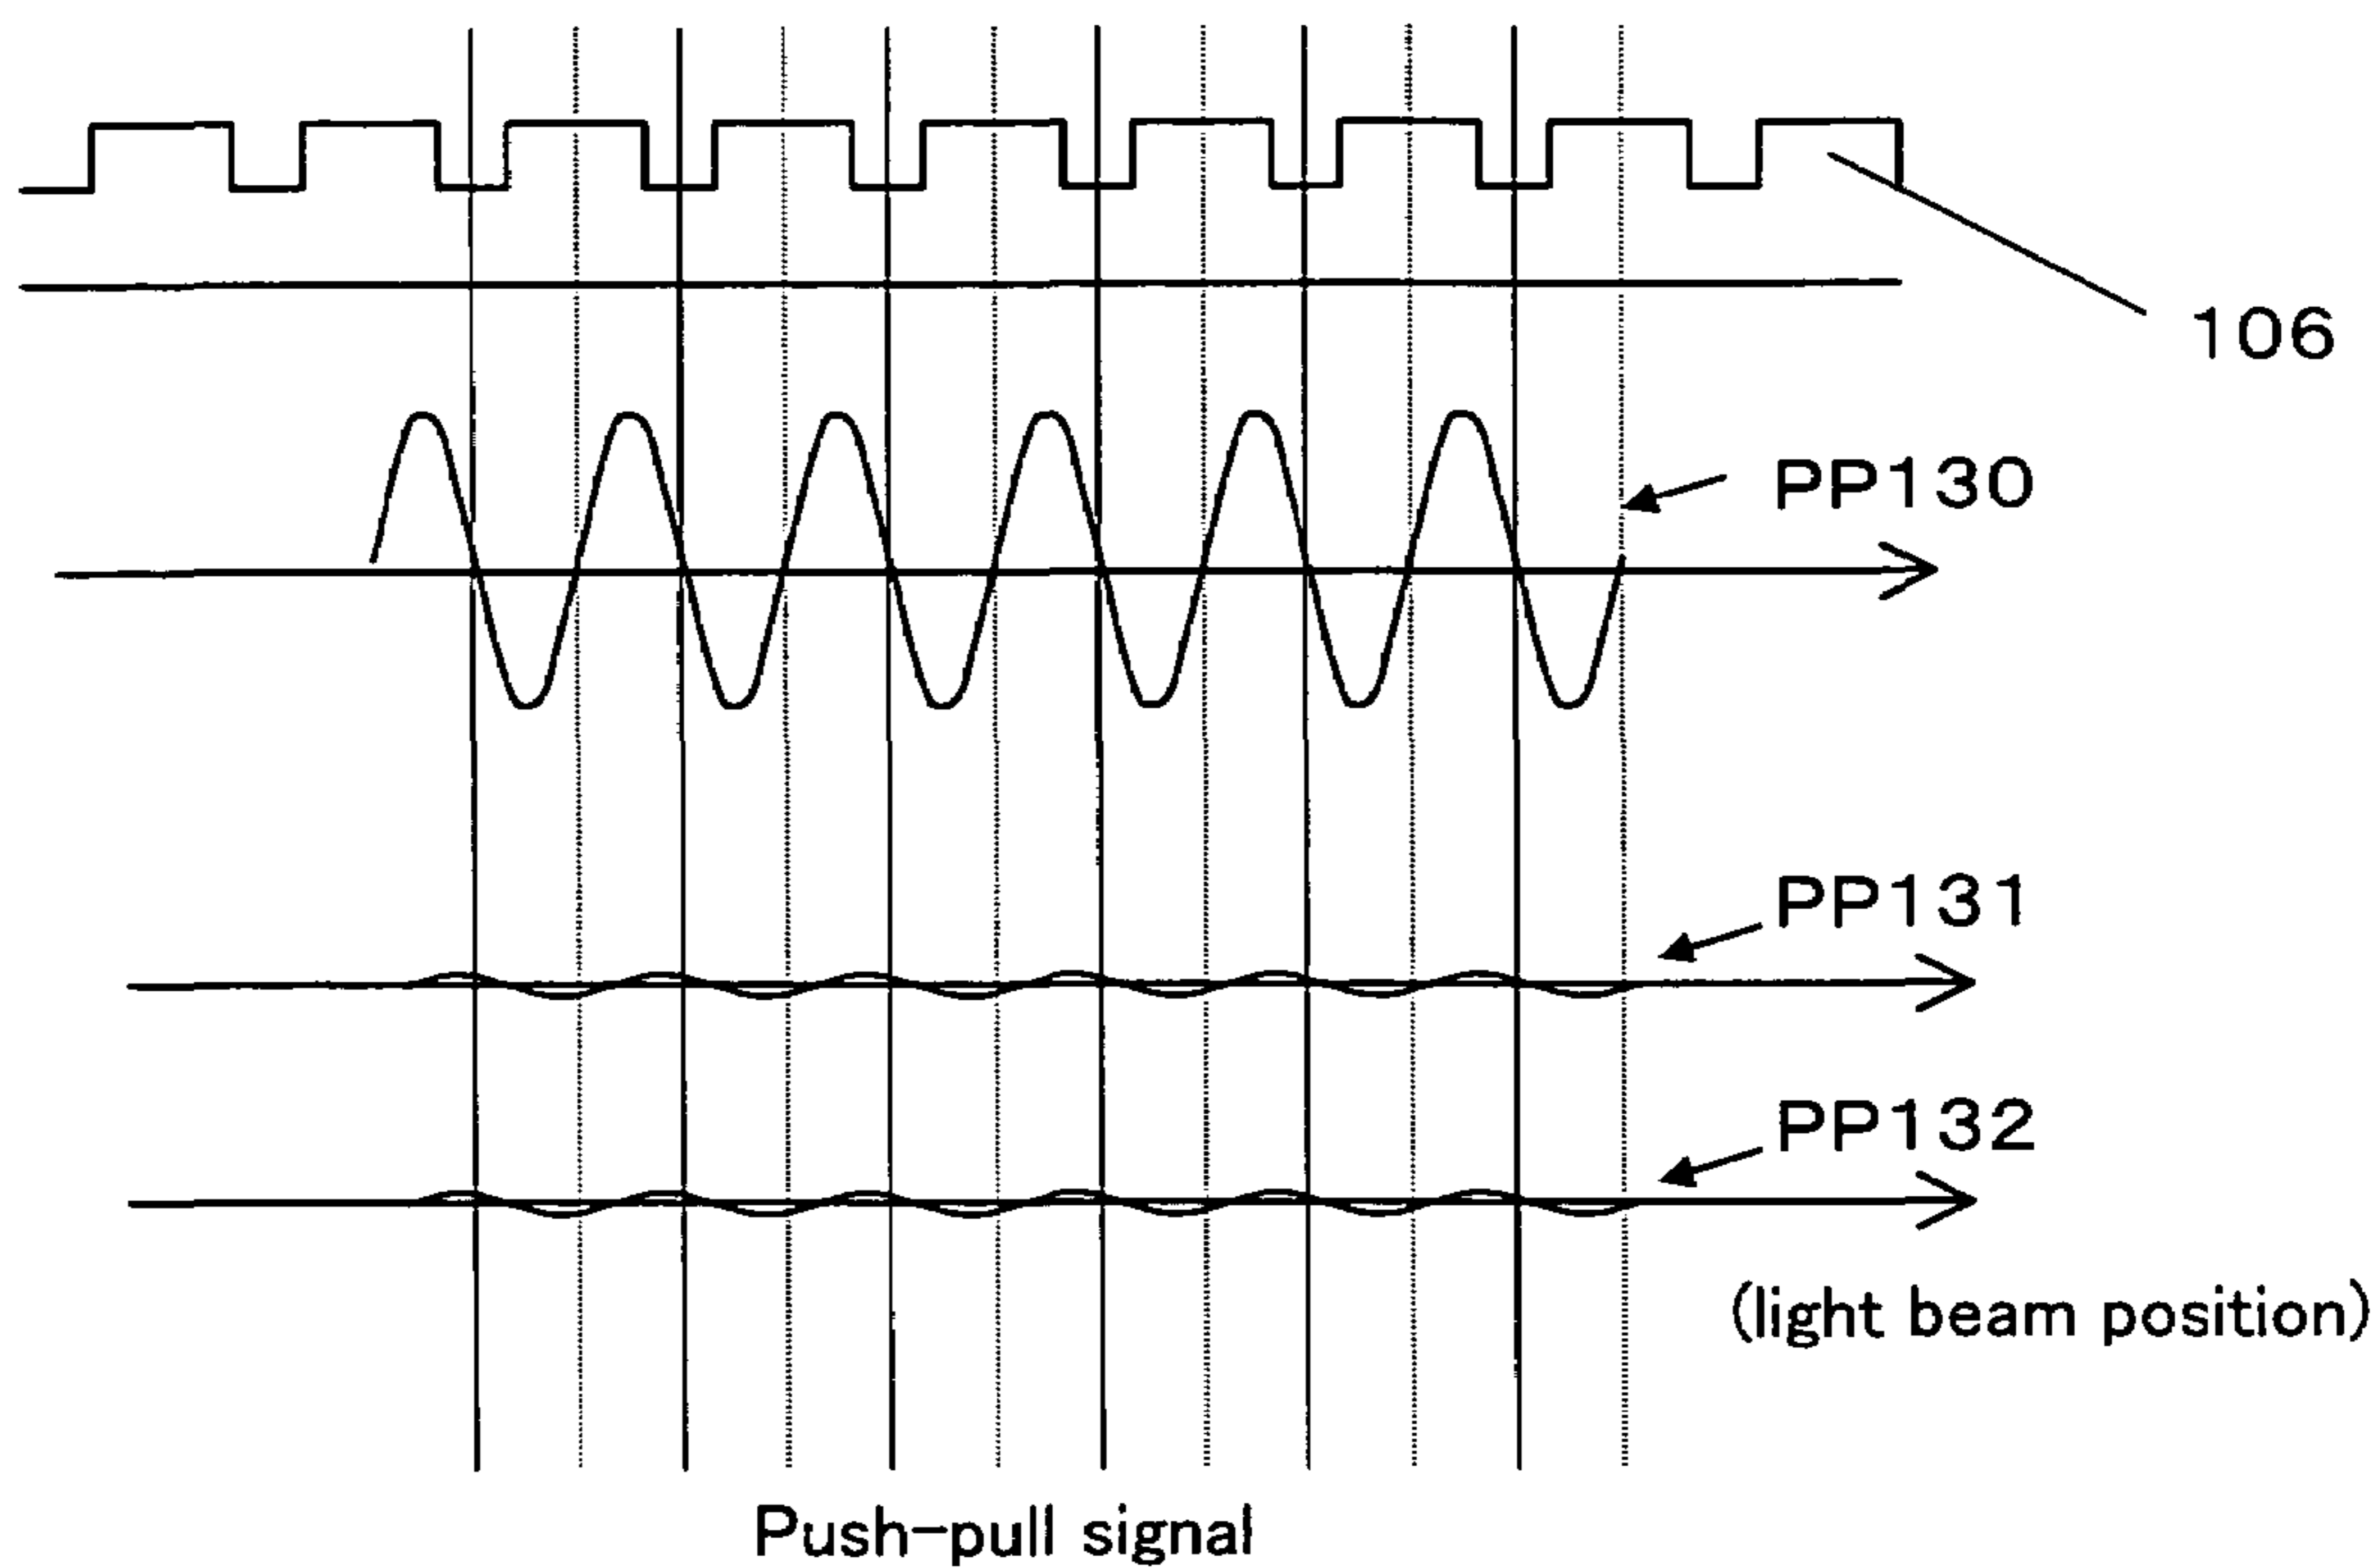 106
PP130
PP131
PP132
(light beam position)
Push-pull signal